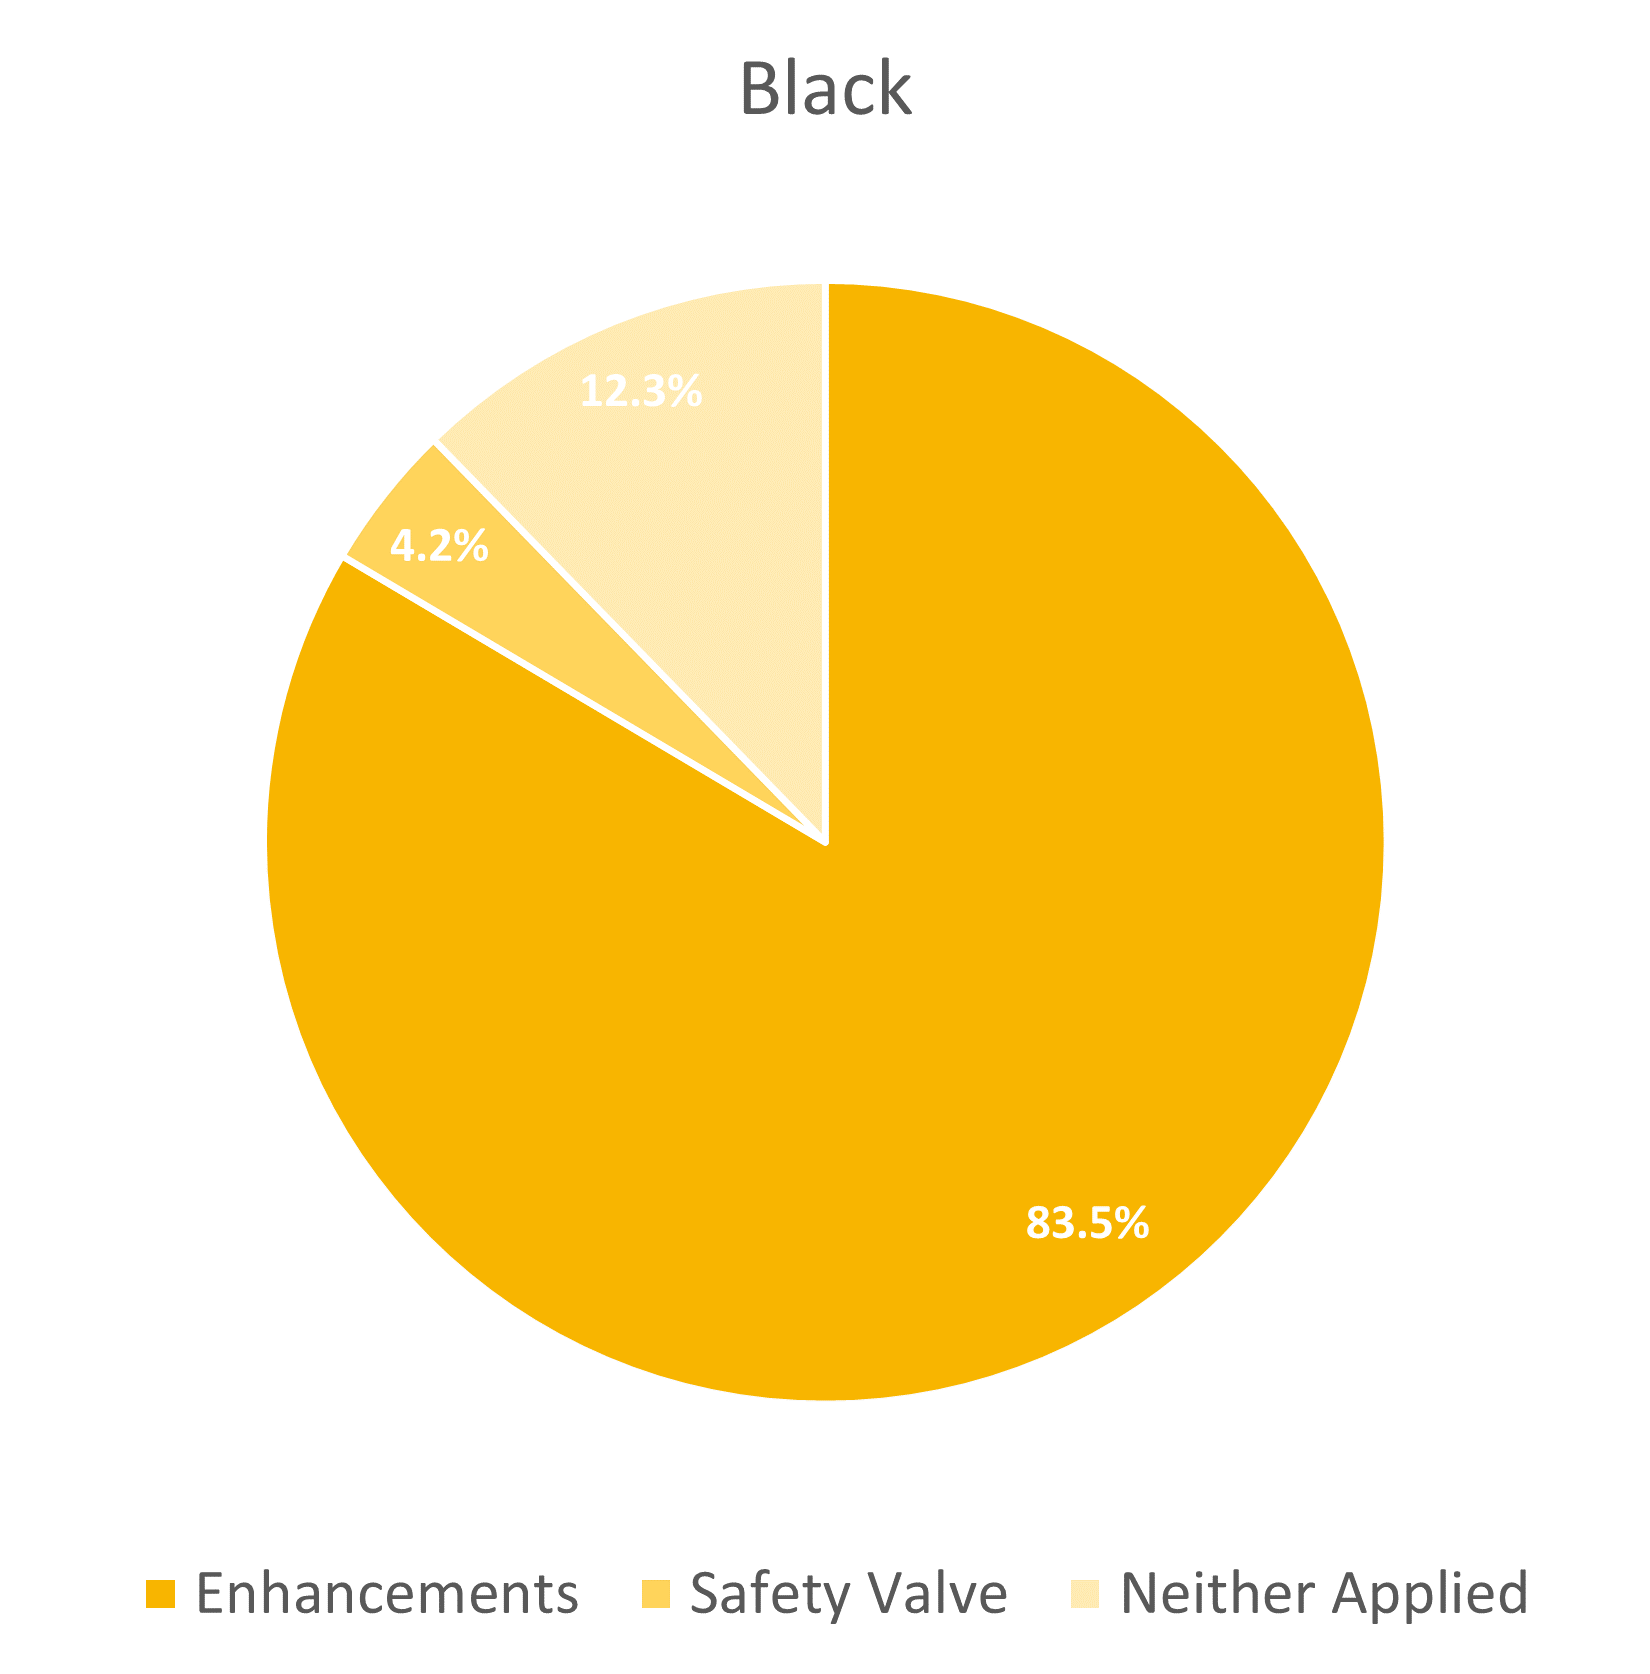 Black
12.3%
4.2%
83.5%
Enhancements Safety Valve Neither Applied